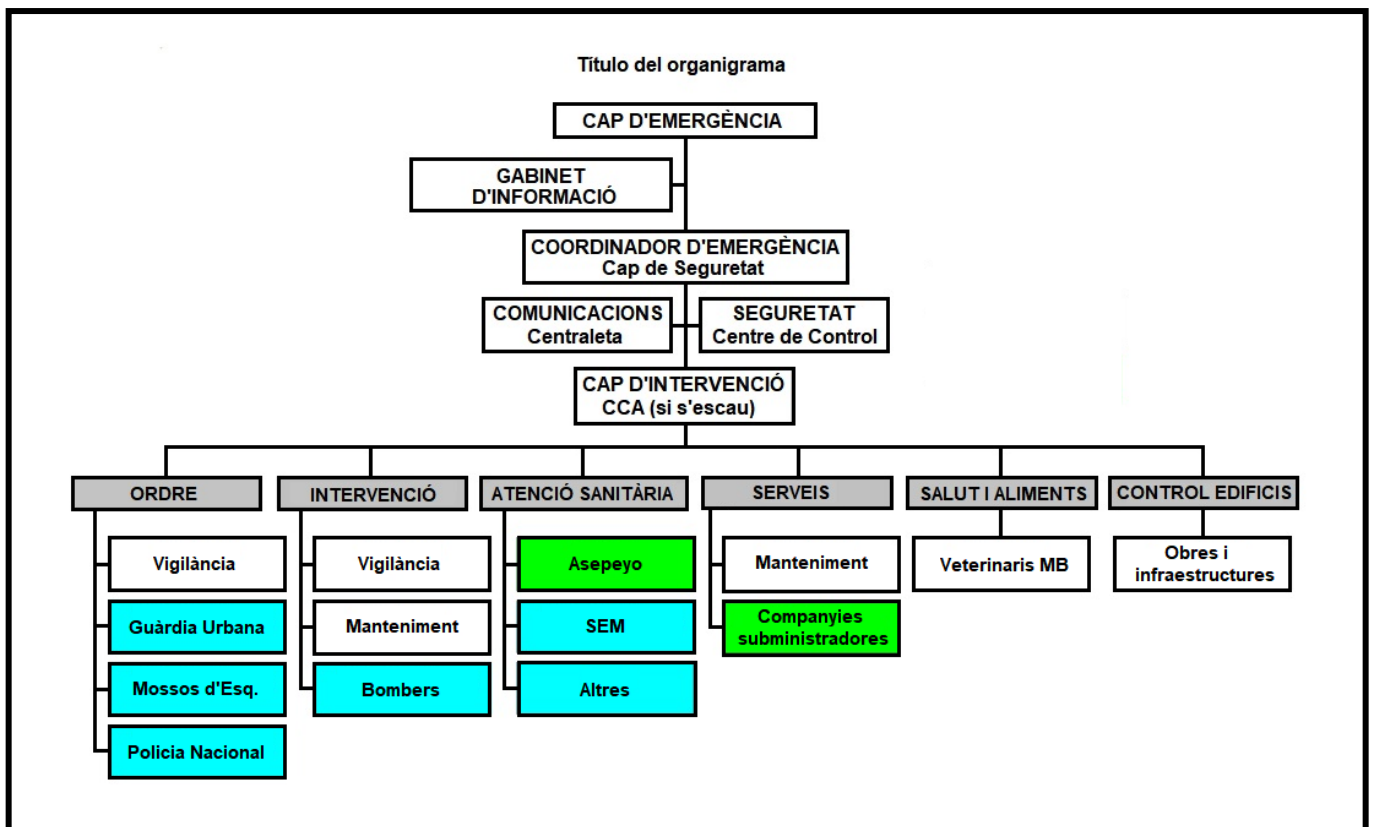 Título del organigrama
CAP D'EMERGÈNCIA
GABINET
D'INFORMACIÓ
COORDINADOR D'EMERGÈNCIA
Cap de Seguretat
COMUNICACIONS
Centraleta
SEGURETAT
Centre de Control
CAP D'INTERVENCIÓ
CCA (si s'escau)
ORDRE
INTERVENCIÓ
ATENCIÓ SANITÀRIA
SERVEIS
SALUT I ALIMENTS
CONTROL EDIFICIS
Vigilància
Guàrdia Urbana
Mossos d'Esq.
Policia Nacional
Vigilància
Manteniment
Bombers
Asepeyo
SEM
Altres
Manteniment
Companyies
subministradores
Veterinaris MB
Obres i
infraestructures